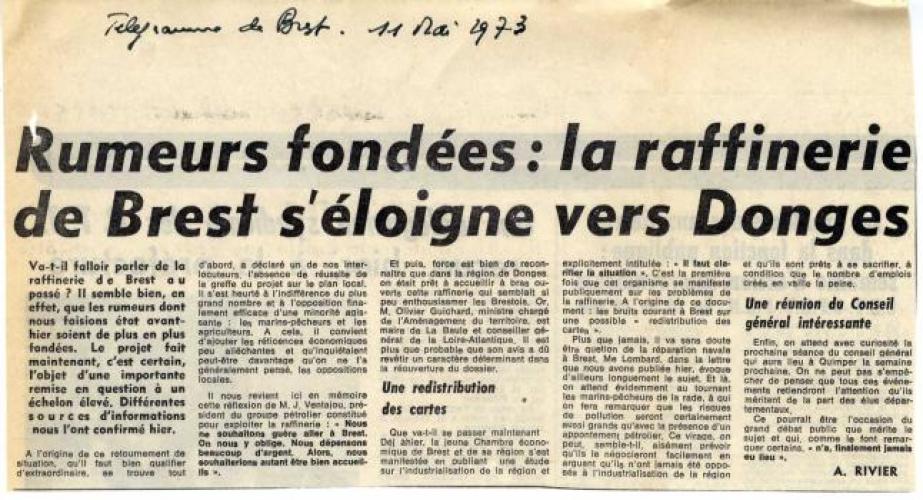 Télégramme de Brest. 11 Mai 1973
Rumeurs fondées : la raffinerie
de Brest s'éloigne vers Donges
Va-t-il falloir parler de la
raffinerie de Brest au
passé ? Il semble bien, en
effet, que les rumeurs dont
nous faisions état avant-
hier soient de plus en plus
fondées. Le projet fait
maintenant, c'est certain,
l'objet d'une importante
remise en question à un
échelon élevé. Différentes
sources d'informations
nous l'ont confirmé hier.
A l'origine de ce retournement de
situation, qu'il faut bien qualifier
d'extraordinaire, se trouve tout
d'abord, a déclaré un de nos inter-
locuteurs, l'absence de réussite de
la greffe du projet sur le plan local.
Il s'est heurté à l'indifférence du plus
grand nombre et à l'opposition fina-
lement efficace d'une minorité agis-
sante : les marins-pêcheurs et les
agriculteurs. A cela, convient
d'ajouter les réticences économiques
peu alléchantes et qu'inquiétaient
peut-être davantage qu'on ne l'a
généralement pensé, les oppositions
locales.
Il nous revient ici en mémoire
cette réflexion de M. J. Ventajou, pré-
sident du groupe pétrolier constitué
pour exploiter la raffinerie : « Nous
ne souhaitons guère aller à Brest.
On nous y oblige. Nous dépensons
beaucoup d'argent. Alors, nous
souhaiterions autant être bien accueil-
lis ».
Et puis, force est bien de recon-
naître que dans la région de Donges
on était prêt à accueillir à bras ou-
verts cette raffinerie qui semblait si
peu enthousiasmer les Brestois. Or,
M. Olivier Guichard, ministre chargé
de l'Aménagement du territoire, est
maire de La Baule et conseiller géné-
ral de la Loire-Atlantique. Il est
plus que probable que son avis a dû
revêtir un caractère déterminant dans
la réouverture du dossier.
Une redistribution
des cartes
Que va-t-il se passer maintenant
Déjà hier, la jeune Chambre écono-
mique de Brest et de sa région s'est
manifestée en publiant une étude
sur l'industrialisation de la région et
explicitement intitulée : « Il faut cla-
rifier la situation ». C'est la première
fois que cet organisme se manifeste
publiquement sur les problèmes de
la raffinerie. A l'origine de ce docu-
ment : les bruits courant à Brest sur
une possible « redistribution des
cartes ».
Plus que jamais, il va sans doute
être question de la réparation navale
à Brest. Me Lombard, dans la lettre
que nous avons publiée hier, évoque
d'ailleurs longuement le sujet. Et là,
on attend évidemment au tournant
les marins-pêcheurs de la rade, à qui
on fera remarquer que les risques
de pollution seront certainement
aussi grands qu'avec la présence d'un
appontement pétrolier. Ce virage, on
peut, semble-t-il, aisément prévoir
qu'ils le négocieront facilement en
arguant qu'ils n'ont jamais été oppo-
sés à l'industrialisation de la région
et qu'ils sont prêts à se sacrifier, à
condition que le nombre d'emplois
créés en vaille la peine.
Une réunion du Conseil
général intéressante
Enfin, on attend avec curiosité la
prochaine séance du conseil général
qui aura lieu à Quimper la semaine
prochaine. On ne peut pas s'empê-
cher de penser que tous ces événe-
ments retiendront l'attention qu'ils
méritent de la part des élus dépar-
tementaux.
Ce pourrait être l'occasion du
grand débat public que mérite le
sujet et qui, comme le font remar-
quer certains, « n'a, finalement jamais
eu lieu ».
A. RIVIER